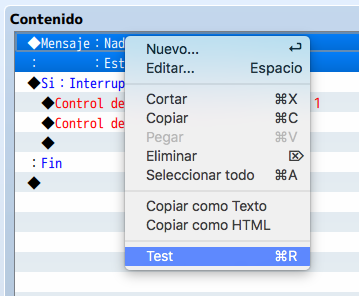 Contenido
◆Mensaje：Nad
：　　　：Est
◆Si：Interrup
◆Control de 1
◆Control de
◆
：Fin
◆
Nuevo... ↩
Editar... Espacio
Cortar ⌘X
Copiar ⌘C
Pegar ⌘V
Eliminar ⌦
Seleccionar todo ⌘A
Copiar como Texto
Copiar como HTML
Test ⌘R